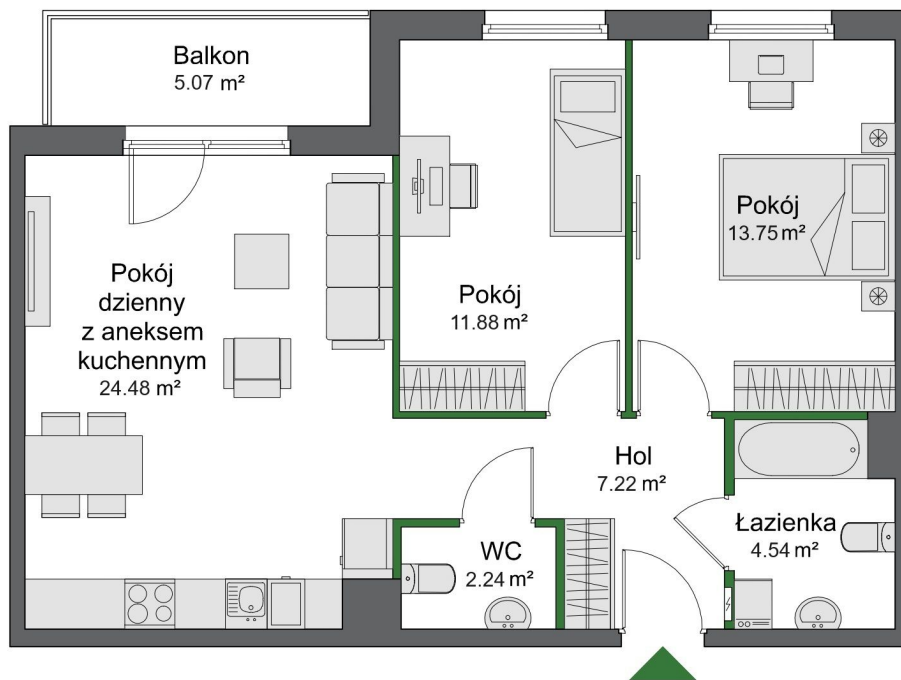 Balkon
5.07 m²
Pokój
dzienny
z aneksem
kuchennym
24.48 m²
Pokój
11.88 m²
Pokój
13.75 m²
Hol
7.22 m²
WC
2.24 m²
Łazienka
4.54 m²